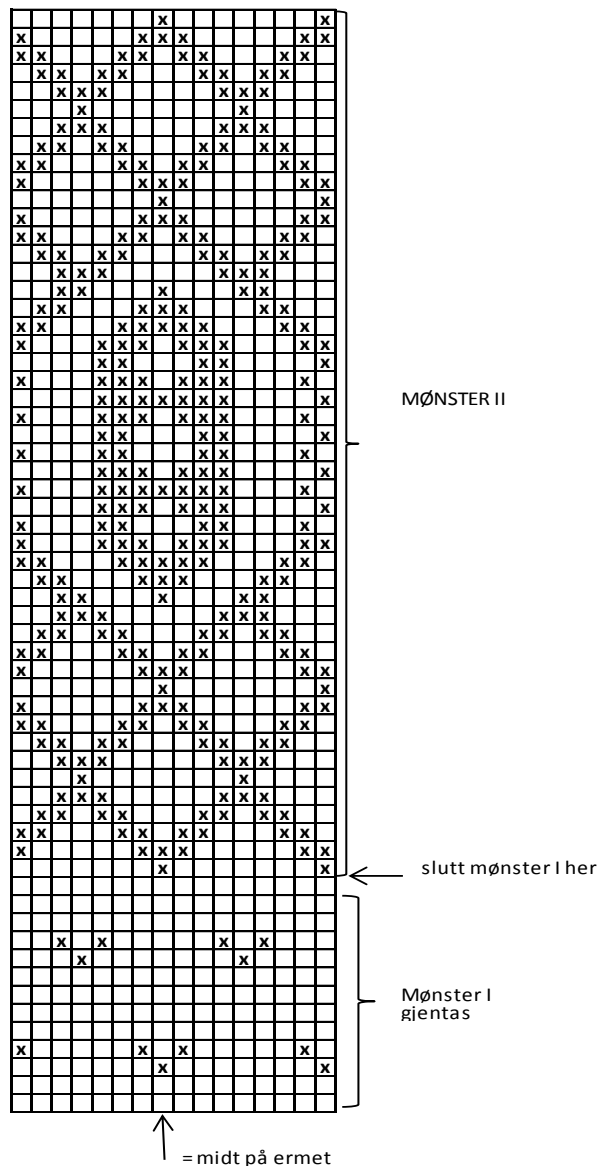 MØNSTER II
slutt mønster I her
Mønster I
gjentas
= midt på ermet